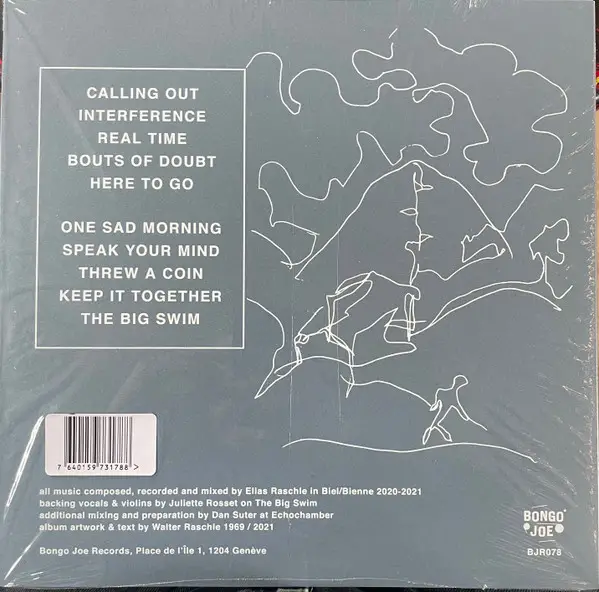 CALLING OUT
INTERFERENCE
REAL TIME
BOUTS OF DOUBT
HERE TO GO
ONE SAD MORNING
SPEAK YOUR MIND
THREW A COIN
KEEP IT TOGETHER
THE BIG SWIM
7 640159 731788 >
all music composed, recorded and mixed by Elias Raschle in Biel/Bienne 2020-2021
backing vocals & violins by Juliette Rosset on The Big Swim
additional mixing and preparation by Dan Suter at Echochamber
album artwork & text by Walter Raschle 1969 / 2021
Bongo Joe Records, Place de l'Île 1, 1204 Genève
BONGO
JOE
BJR078